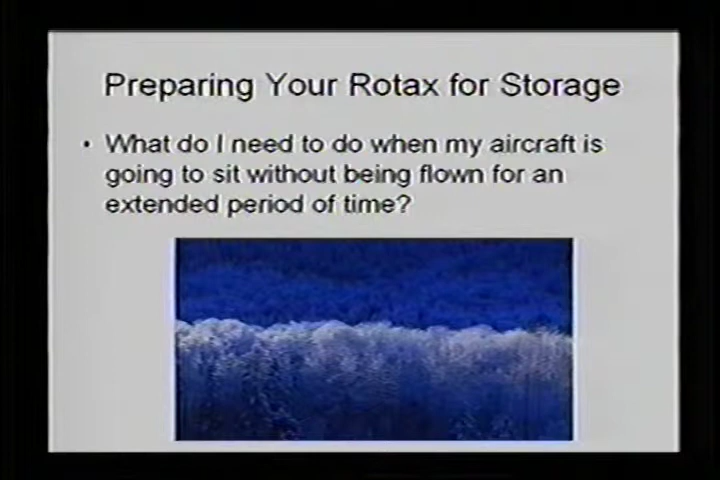 Preparing Your Rotax for Storage
• What do I need to do when my aircraft is
going to sit without being flown for an
extended period of time?